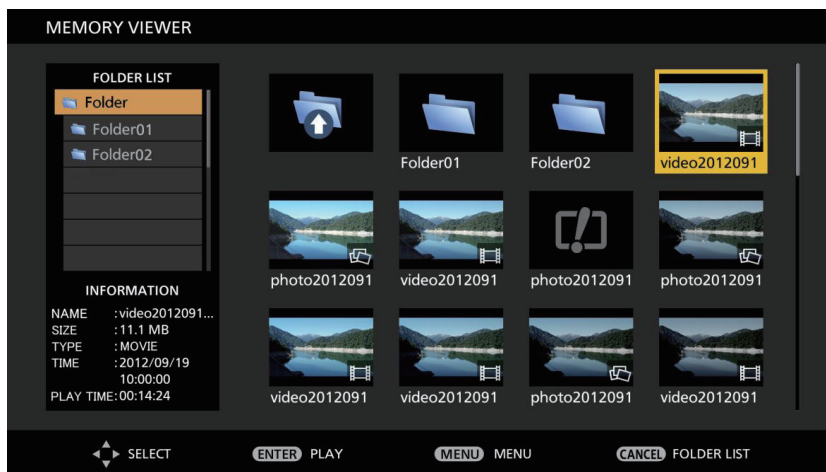 MEMORY VIEWER
FOLDER LIST
Folder
Folder01
Folder02
INFORMATION
NAME :video2012091...
SIZE :11.1 MB
TYPE :MOVIE
TIME :2012/09/19
10:00:00
PLAY TIME:00:14:24
Folder01
Folder02
video2012091
photo2012091
video2012091
photo2012091
photo2012091
video2012091
video2012091
photo2012091
video2012091
SELECT
ENTER PLAY
MENU MENU
CANCEL FOLDER LIST